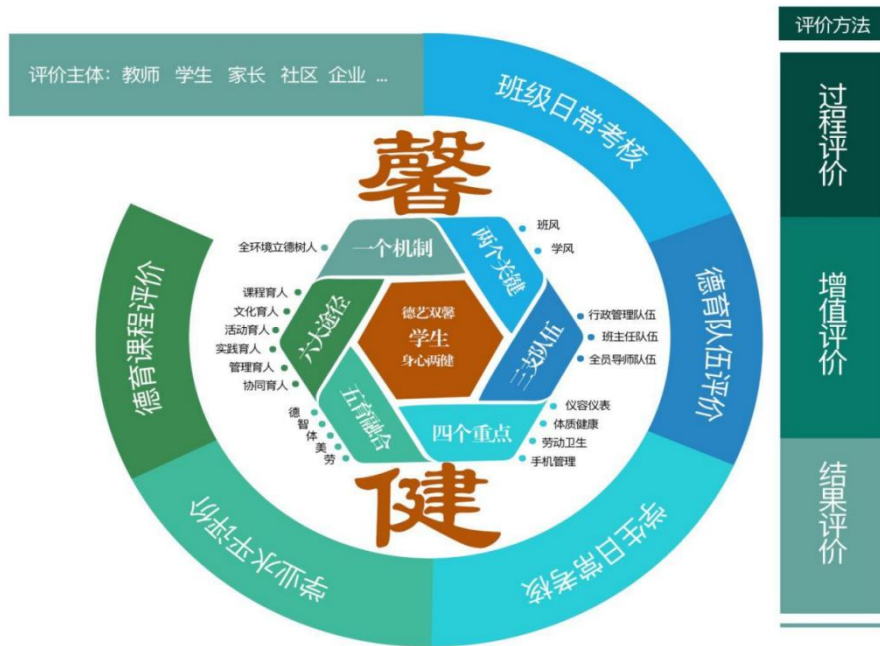 评价主体：教师 学生 家长 社区 企业 ...
评价方法
过程评价
增值评价
结果评价
班级日常考核
德育队伍评价
学生日常考核
学业水平评价
德育课程评价
馨
健
德艺双馨
学生
身心两健
一个机制
全环境立德树人
两个关键
班风
学风
三支队伍
行政管理队伍
班主任队伍
全员导师队伍
四个重点
仪容仪表
体质健康
劳动卫生
手机管理
五育融合
德
智
体
美
劳
六大途径
课程育人
文化育人
活动育人
实践育人
管理育人
协同育人